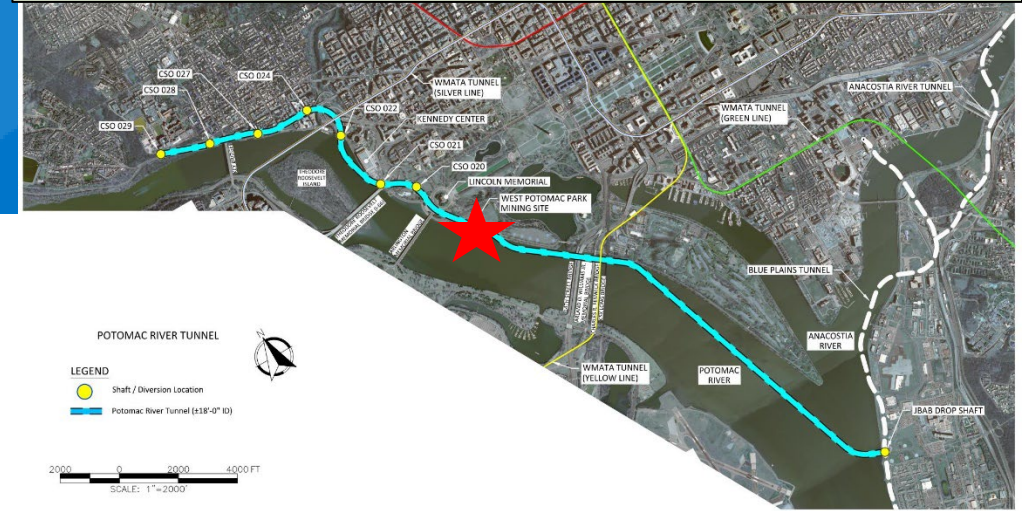 CSO 027
CSO 028
CSO 024
CSO 029
CSO 022
WMATA TUNNEL
(SILVER LINE)
KENNEDY CENTER
CSO 021
CSO 020
LINCOLN MEMORIAL
WEST POTOMAC PARK
MINING SITE
THEODORE
ROOSEVELT
ISLAND
WMATA TUNNEL
(GREEN LINE)
ANACOSTIA RIVER TUNNEL
BLUE PLAINS TUNNEL
ANACOSTIA
RIVER
WMATA TUNNEL
(YELLOW LINE)
POTOMAC
RIVER
JBAB DROP SHAFT
POTOMAC RIVER TUNNEL
N
LEGEND
Shaft / Diversion Location
Potomac River Tunnel (±18'-0" ID)
2000 0 2000 4000 FT
SCALE: 1"=2000'